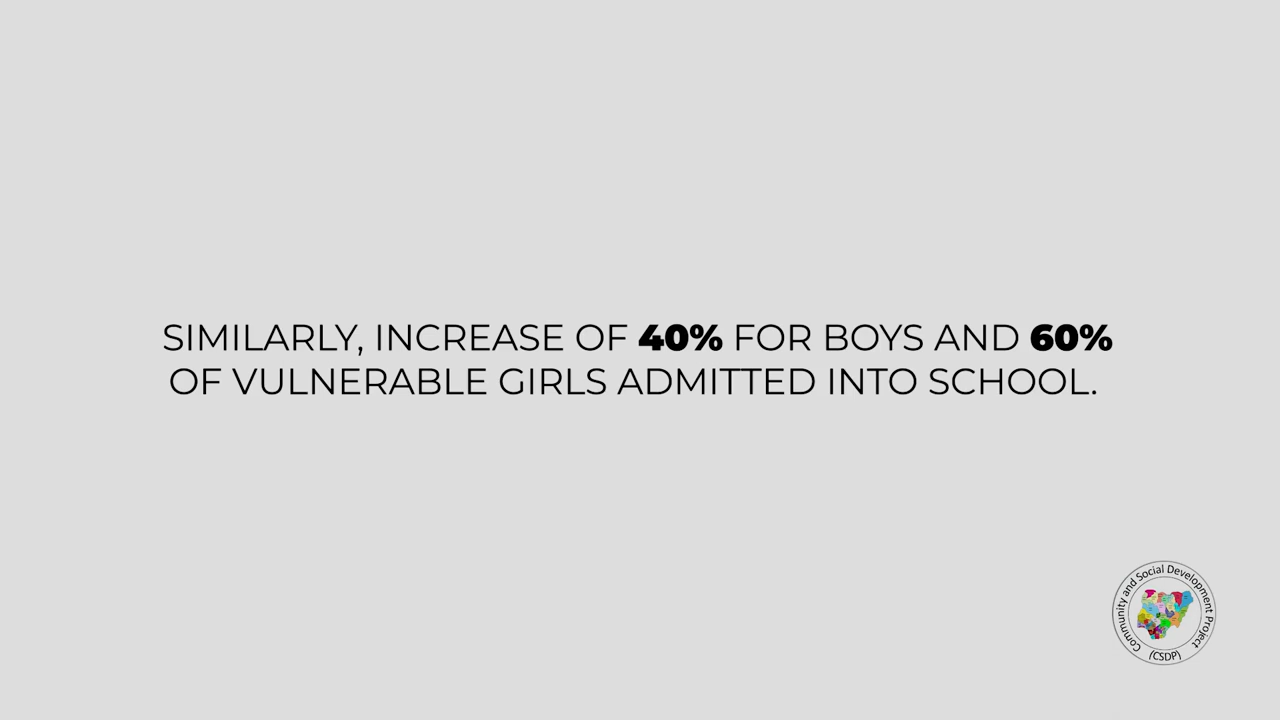 SIMILARLY, INCREASE OF 40% FOR BOYS AND 60%
OF VULNERABLE GIRLS ADMITTED INTO SCHOOL.
Community and Social Development Project
(CSDP)